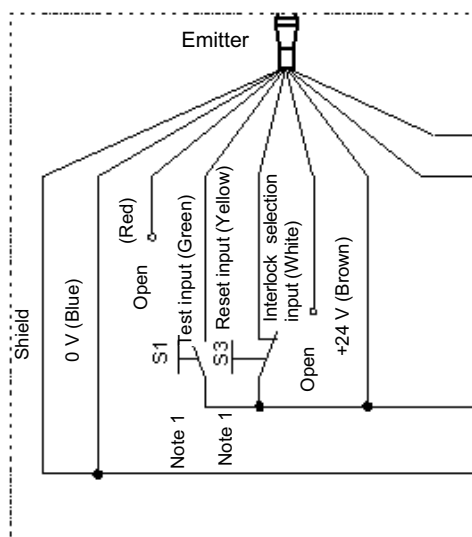 Emitter
Shield
0 V (Blue)
(Red)
Open
Test input (Green)
S1
Note 1
Reset input (Yellow)
S3
Note 1
Interlock selection
input (White)
Open
+24 V (Brown)